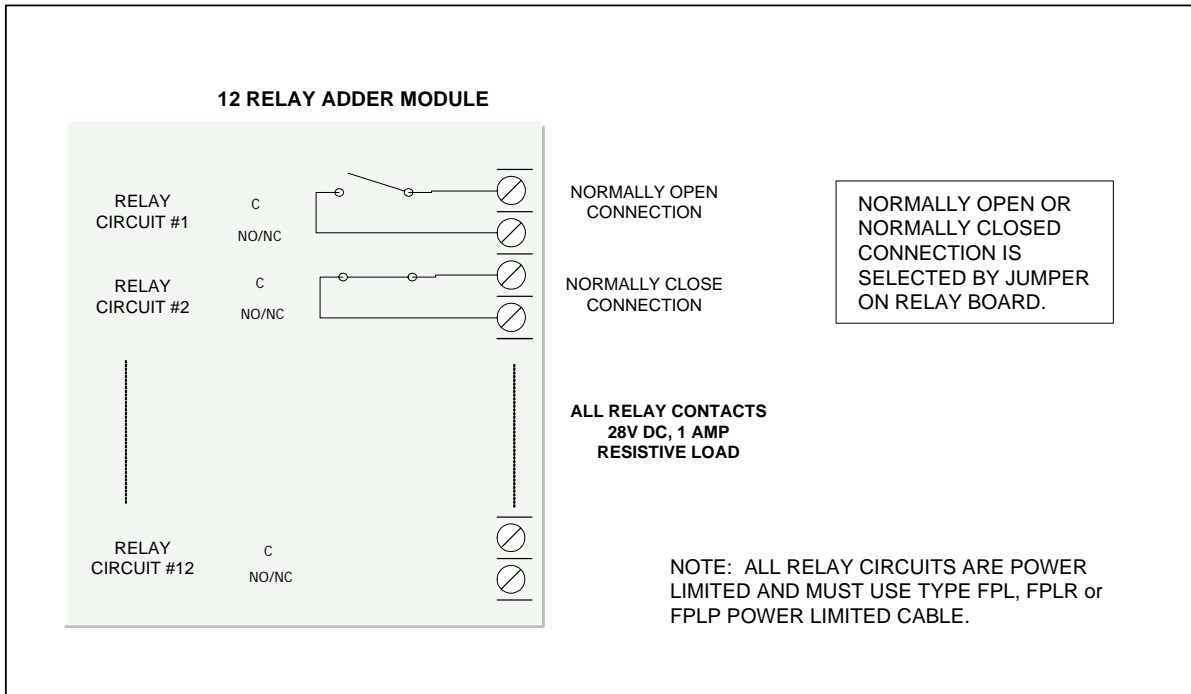 12 RELAY ADDER MODULE
RELAY
CIRCUIT #1
C
NO/NC
NORMALLY OPEN
CONNECTION
RELAY
CIRCUIT #2
C
NO/NC
NORMALLY CLOSE
CONNECTION
NORMALLY OPEN OR
NORMALLY CLOSED
CONNECTION IS
SELECTED BY JUMPER
ON RELAY BOARD.
ALL RELAY CONTACTS
28V DC, 1 AMP
RESISTIVE LOAD
RELAY
CIRCUIT #12
C
NO/NC
NOTE: ALL RELAY CIRCUITS ARE POWER
LIMITED AND MUST USE TYPE FPL, FPLR or
FPLP POWER LIMITED CABLE.